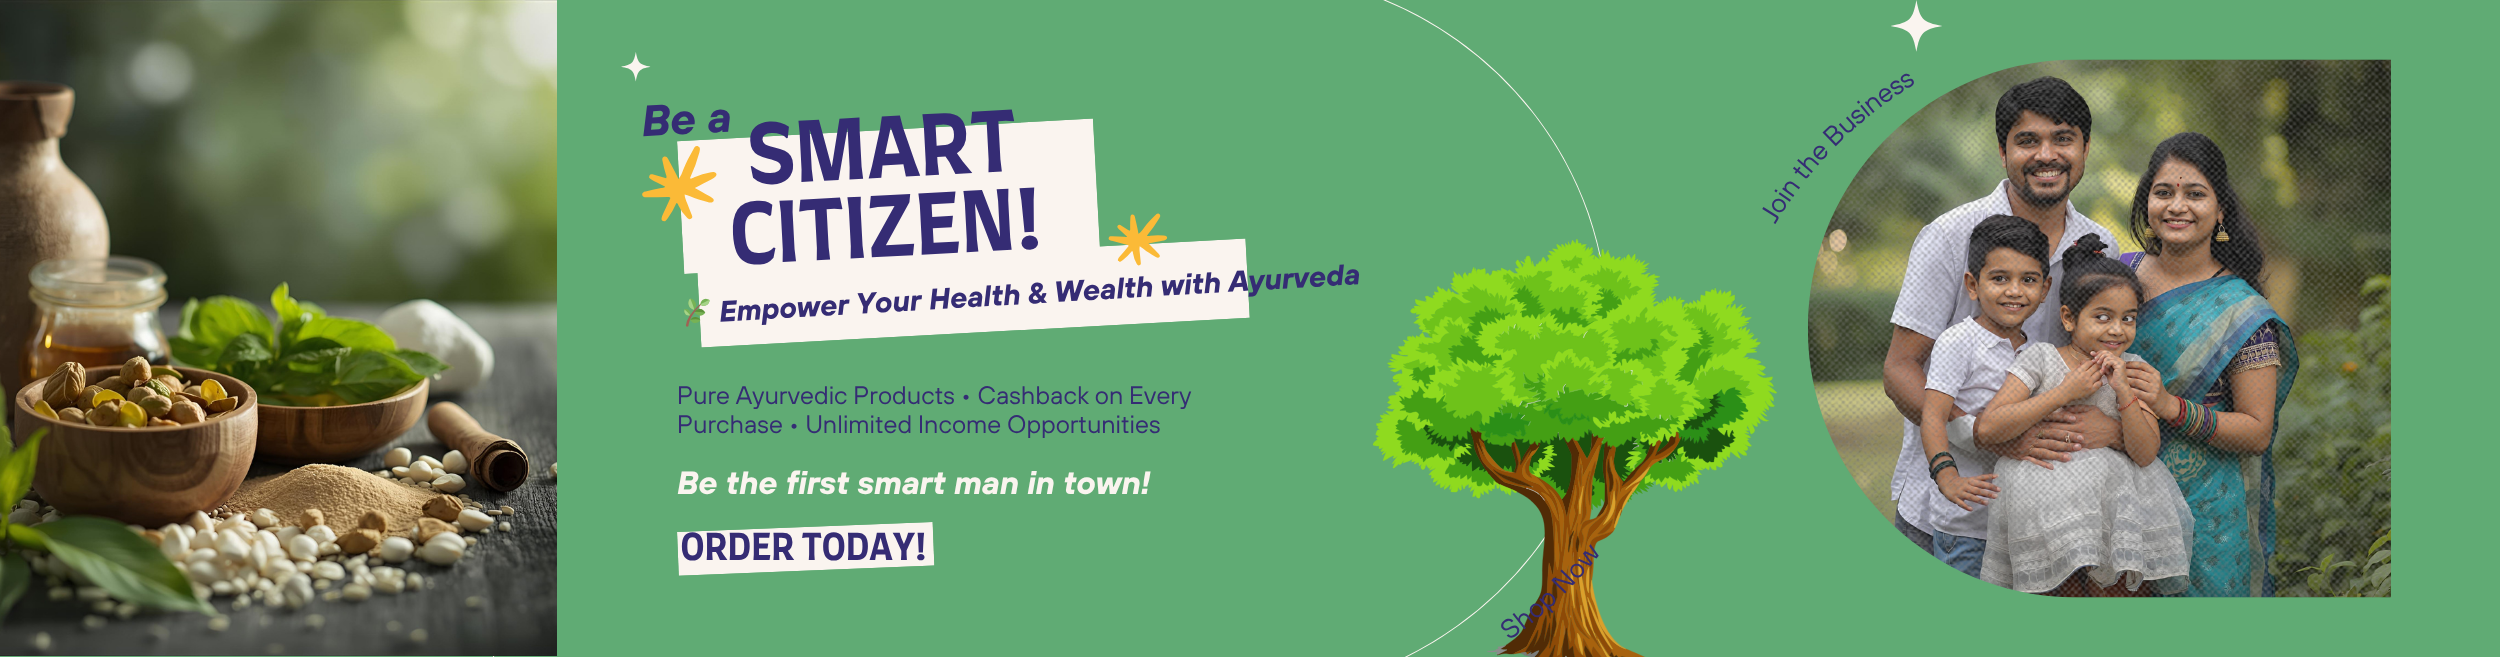 Be a
SMART
CITIZEN!
Empower Your Health & Wealth with Ayurveda
Pure Ayurvedic Products • Cashback on Every
Purchase • Unlimited Income Opportunities
Be the first smart man in town!
ORDER TODAY!
Shop Now
Join the Business